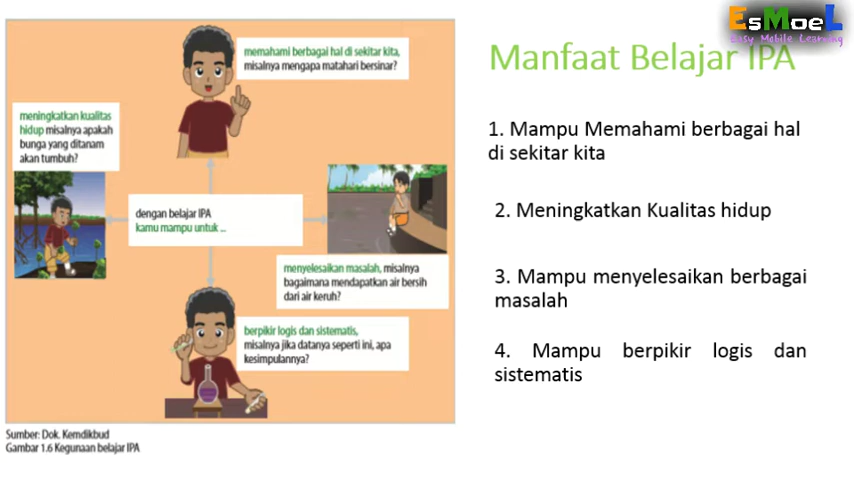 EsMoeL
Easy Mobile Learning
Manfaat Belajar IPA
memahami berbagai hal di sekitar kita,
misalnya mengapa matahari bersinar?
meningkatkan kualitas
hidup misalnya apakah
bunga yang ditanam
akan tumbuh?
dengan belajar IPA
kamu mampu untuk ...
menyelesaikan masalah, misalnya
bagaimana mendapatkan air bersih
dari air keruh?
berpikir logis dan sistematis,
misalnya jika datanya seperti ini, apa
kesimpulannya?
Sumber: Dok. Kemdikbud
Gambar 1.6 Kegunaan belajar IPA
1. Mampu Memahami berbagai hal
di sekitar kita
2. Meningkatkan Kualitas hidup
3. Mampu menyelesaikan berbagai
masalah
4. Mampu berpikir logis dan
sistematis